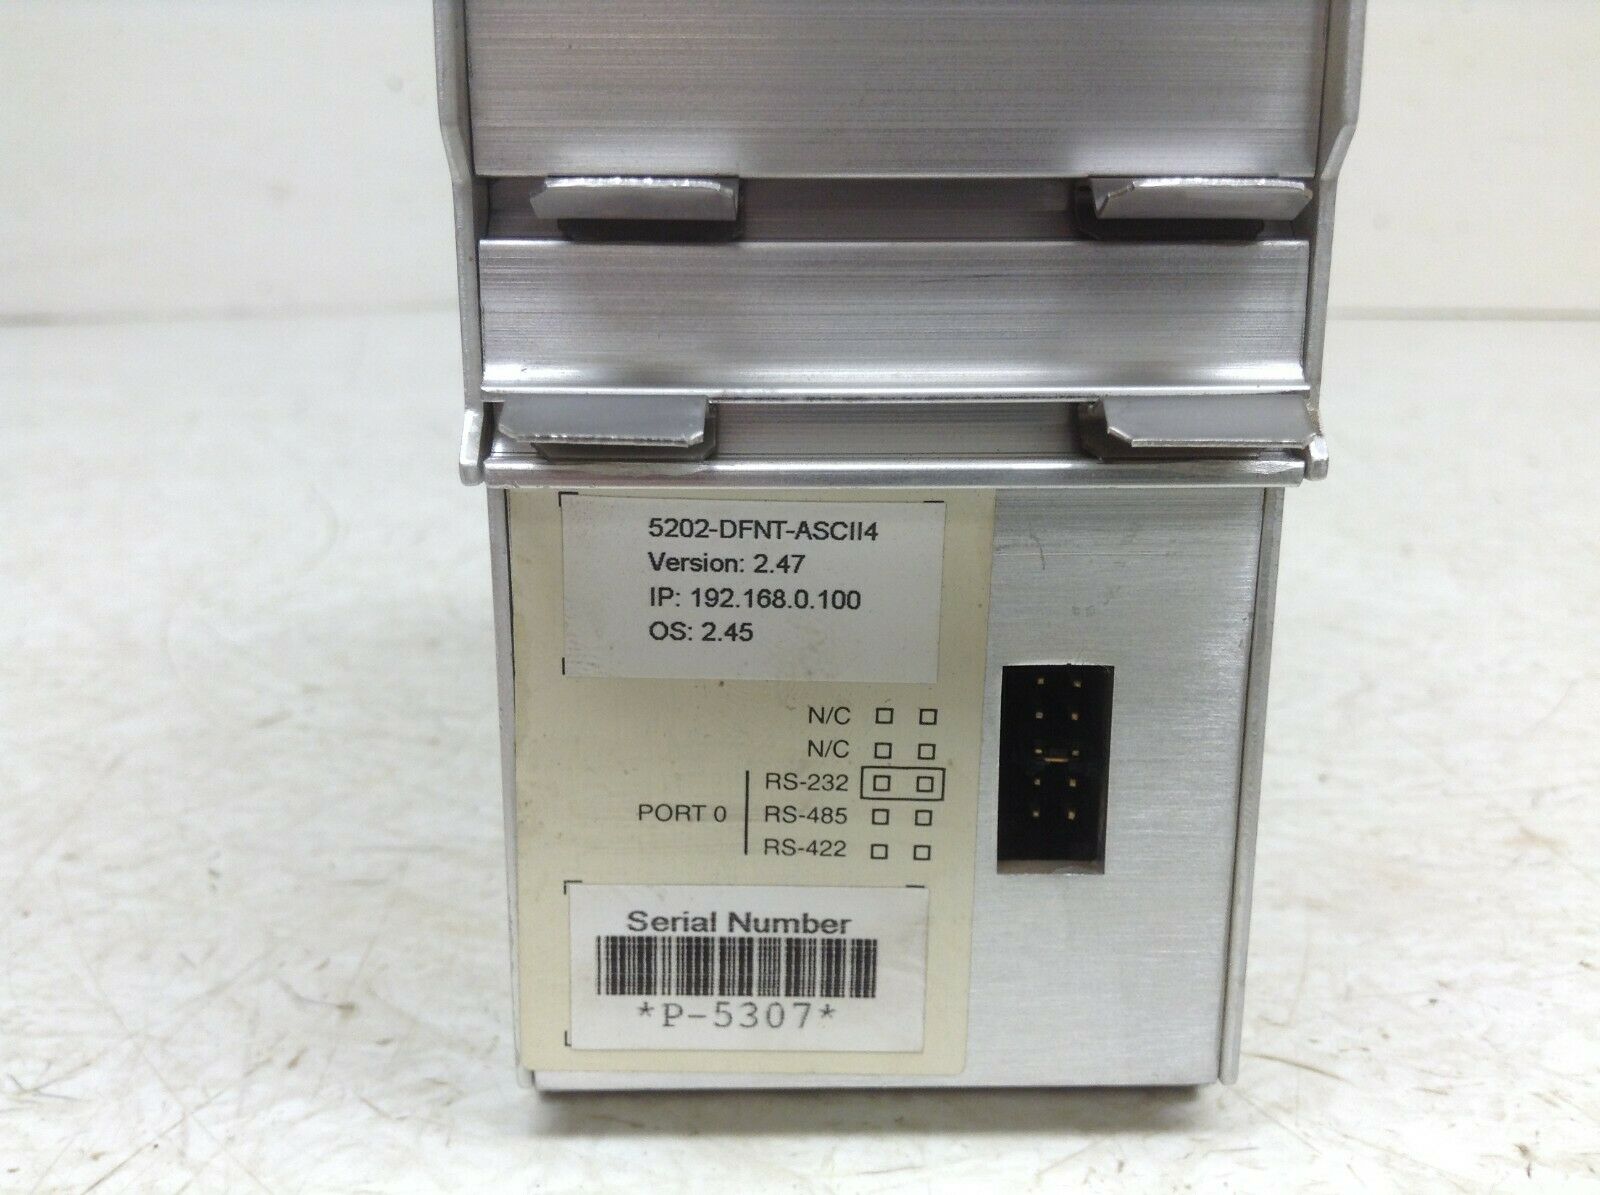 5202-DFNT-ASCII4
Version: 2.47
IP: 192.168.0.100
OS: 2.45
N/C
N/C
RS-232
PORT 0 RS-485
RS-422
Serial Number
*P-5307*